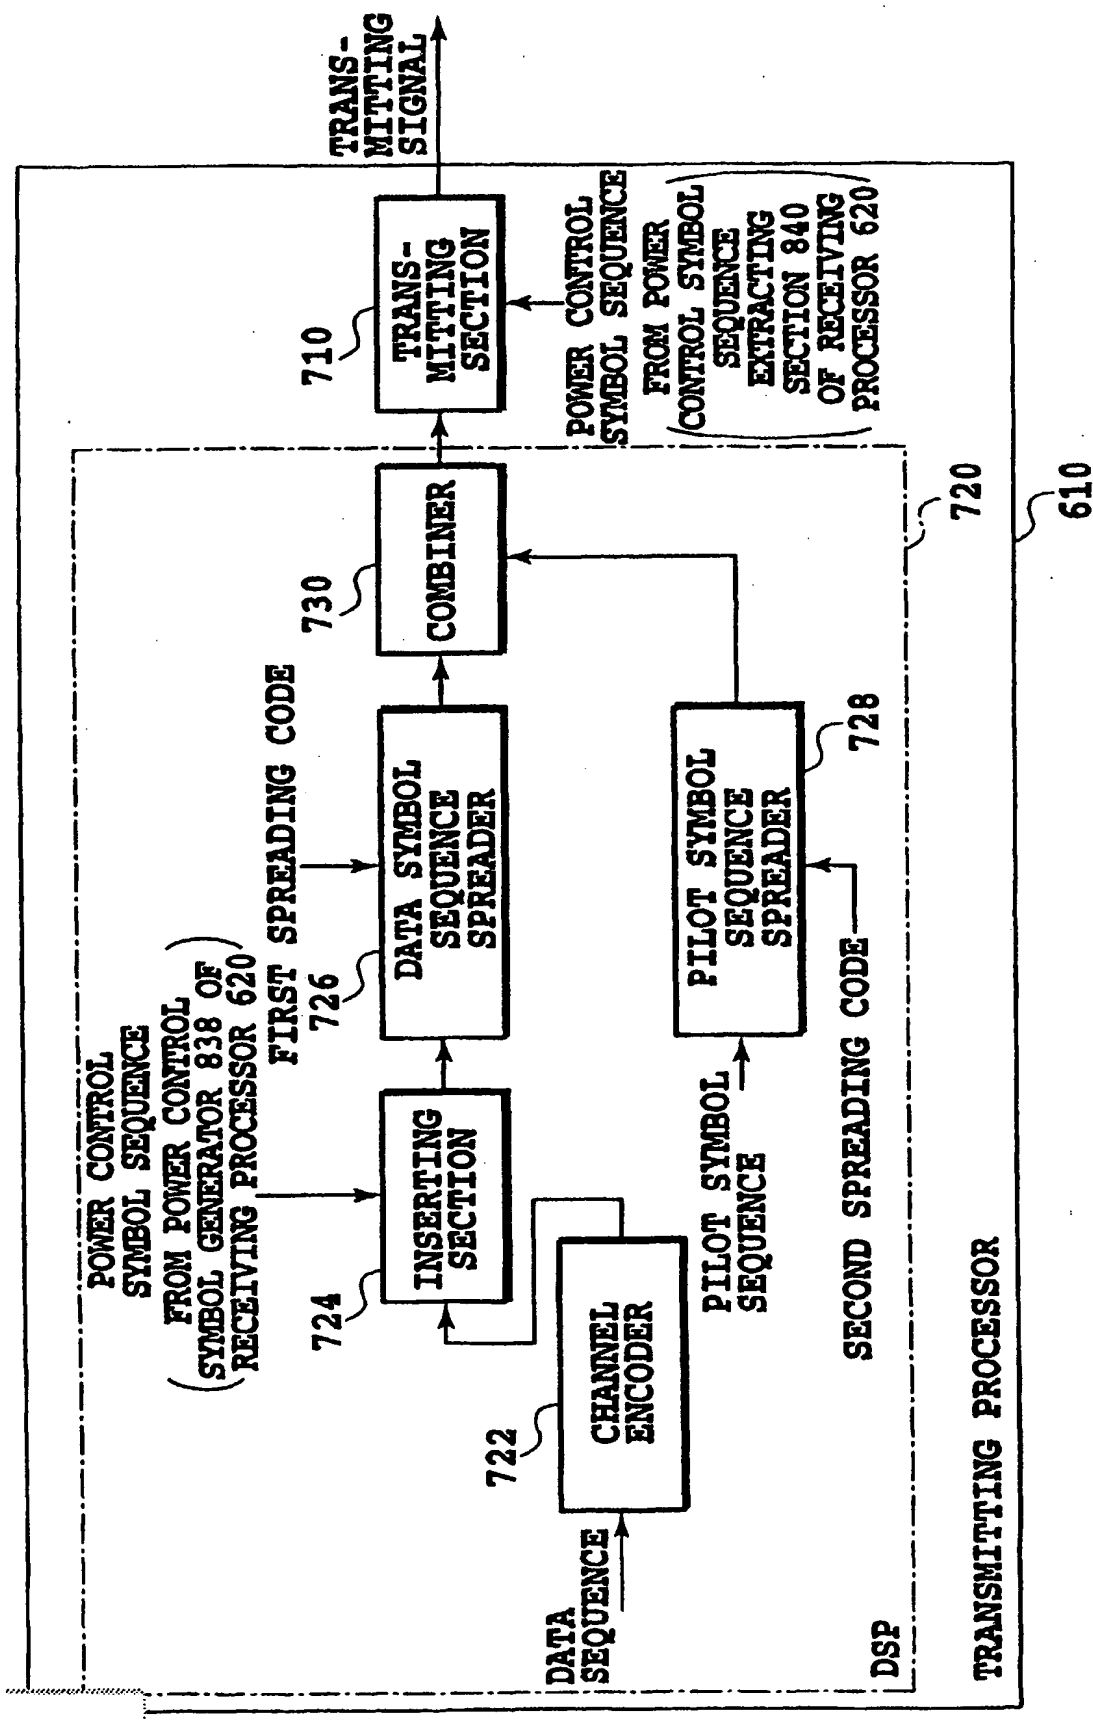 POWER CONTROL
SYMBOL SEQUENCE
FROM POWER CONTROL
SYMBOL GENERATOR 838 OF
RECEIVING PROCESSOR 620
FIRST SPREADING CODE
724
INSERTING
SECTION
726
DATA SYMBOL
SEQUENCE
SPREADER
730
COMBINER
710
TRANS-
MITTING
SECTION
TRANS-
MITTING
SIGNAL
DATA
SEQUENCE
722
CHANNEL
ENCODER
PILOT SYMBOL
SEQUENCE
PILOT SYMBOL
SEQUENCE
SPREADER
728
SECOND SPREADING CODE
POWER CONTROL
SYMBOL SEQUENCE
FROM POWER
CONTROL SYMBOL
SEQUENCE
EXTRACTING
SECTION 840
OF RECEIVING
PROCESSOR 620
DSP
720
TRANSMITTING PROCESSOR
610